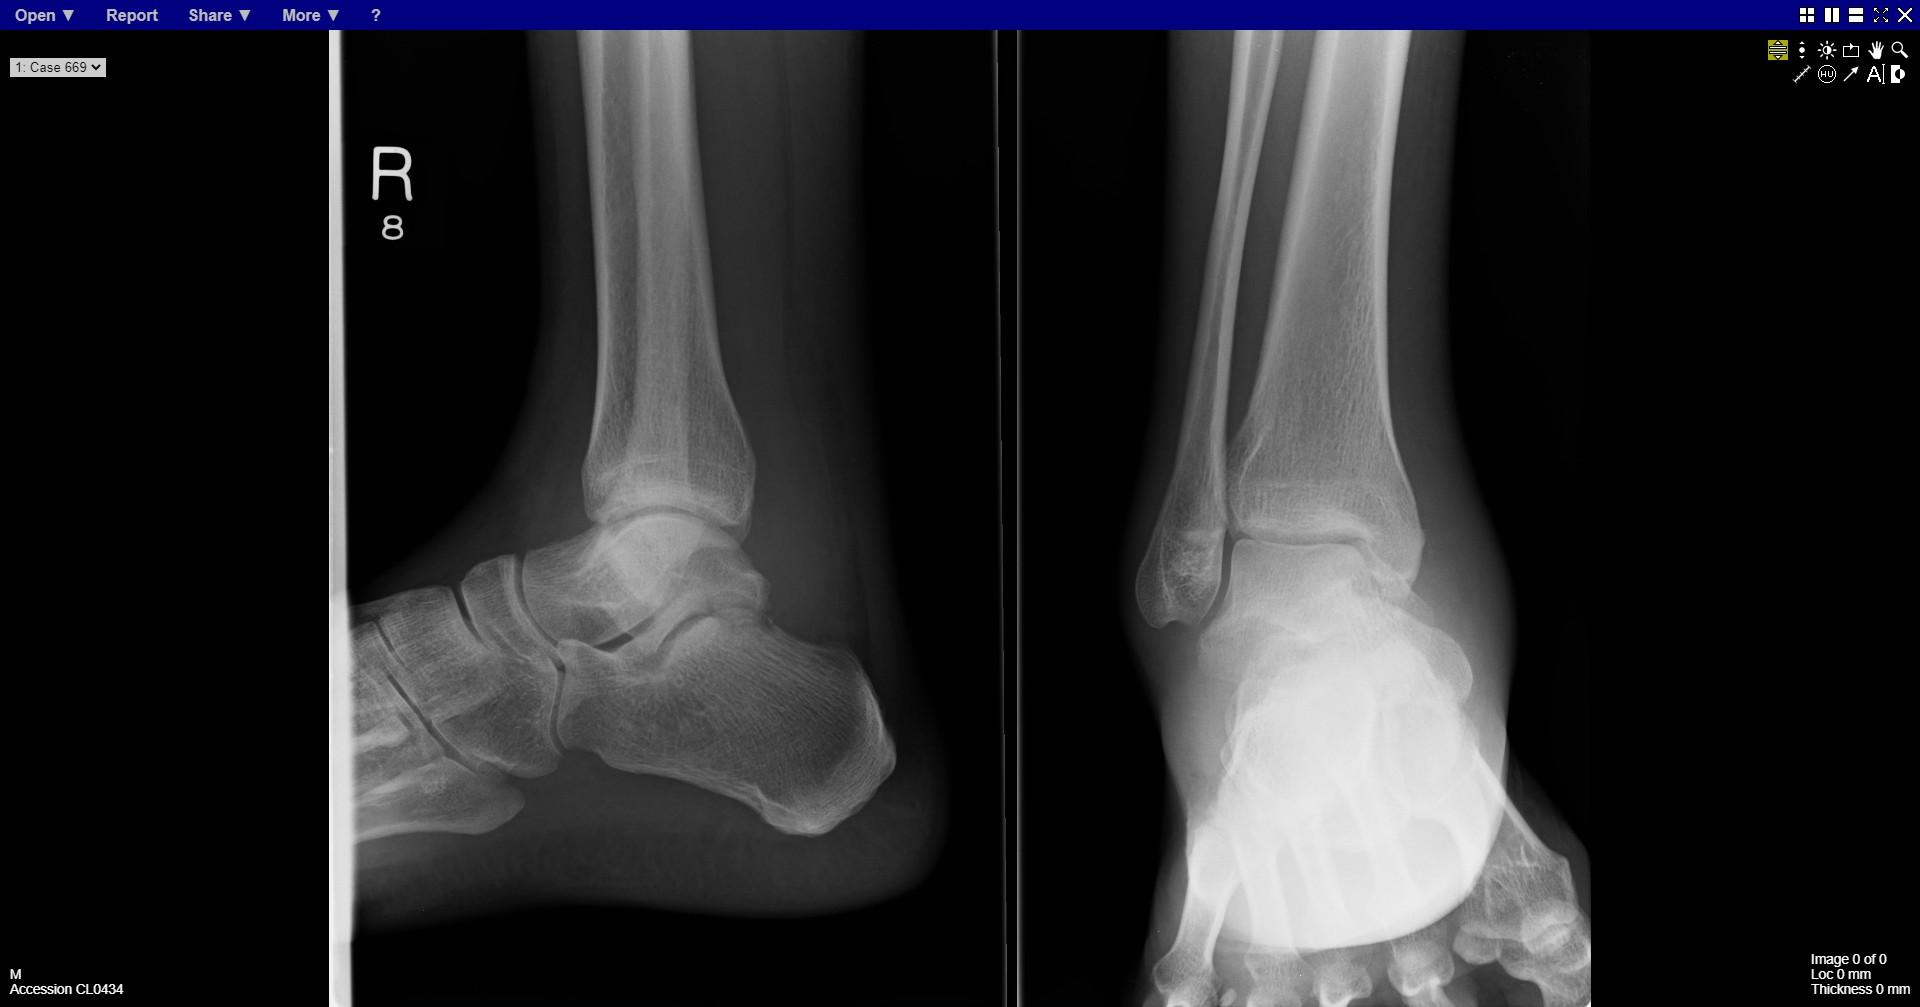 Open ▼ Report Share ▼ More ▼ ?
1: Case 669
HU A
R
8
M
Accession CL0434
Image 0 of 0
Loc 0 mm
Thickness 0 mm